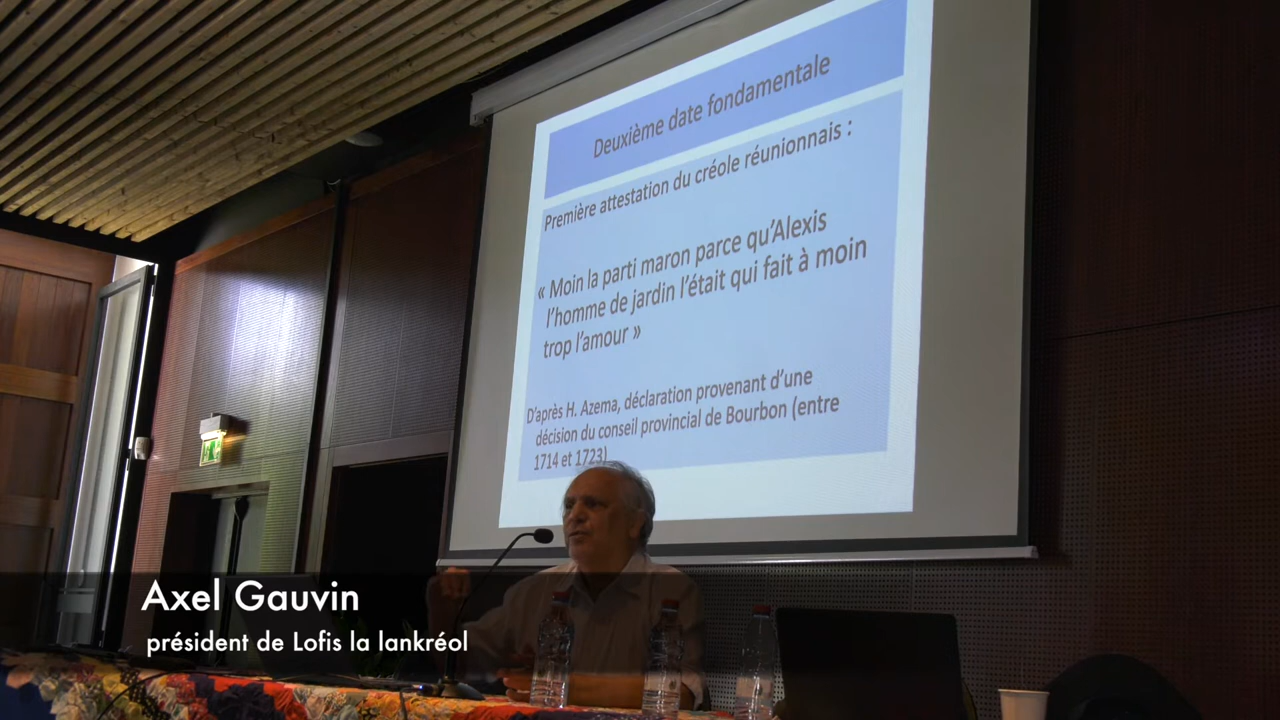 Deuxième date fondamentale
Première attestation du créole réunionnais :
« Moin la parti maron parce qu'Alexis
l'homme de jardin l'était qui fait à moin
trop l'amour »
D'après H. Azema, déclaration provenant d'une
décision du conseil provincial de Bourbon (entre
1714 et 1723)
Axel Gauvin
président de Lofis la lankréol